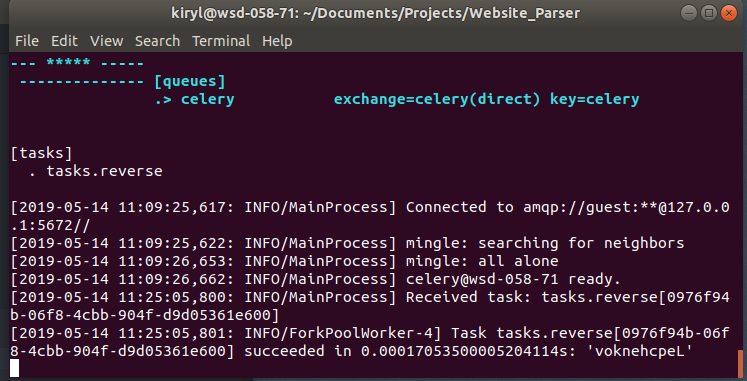 kiryl@wsd-058-71: ~/Documents/Projects/Website_Parser
File Edit View Search Terminal Help
--- ***** -----
 -------------- [queues]
                .> celery           exchange=celery(direct) key=celery
[tasks]
  . tasks.reverse
[2019-05-14 11:09:25,617: INFO/MainProcess] Connected to amqp://guest:**@127.0.0
.1:5672//
[2019-05-14 11:09:25,622: INFO/MainProcess] mingle: searching for neighbors
[2019-05-14 11:09:26,653: INFO/MainProcess] mingle: all alone
[2019-05-14 11:09:26,662: INFO/MainProcess] celery@wsd-058-71 ready.
[2019-05-14 11:25:05,800: INFO/MainProcess] Received task: tasks.reverse[0976f94
b-06f8-4cbb-904f-d9d05361e600]
[2019-05-14 11:25:05,801: INFO/ForkPoolWorker-4] Task tasks.reverse[0976f94b-06f
8-4cbb-904f-d9d05361e600] succeeded in 0.00017053500005204114s: 'voknehcpeL'